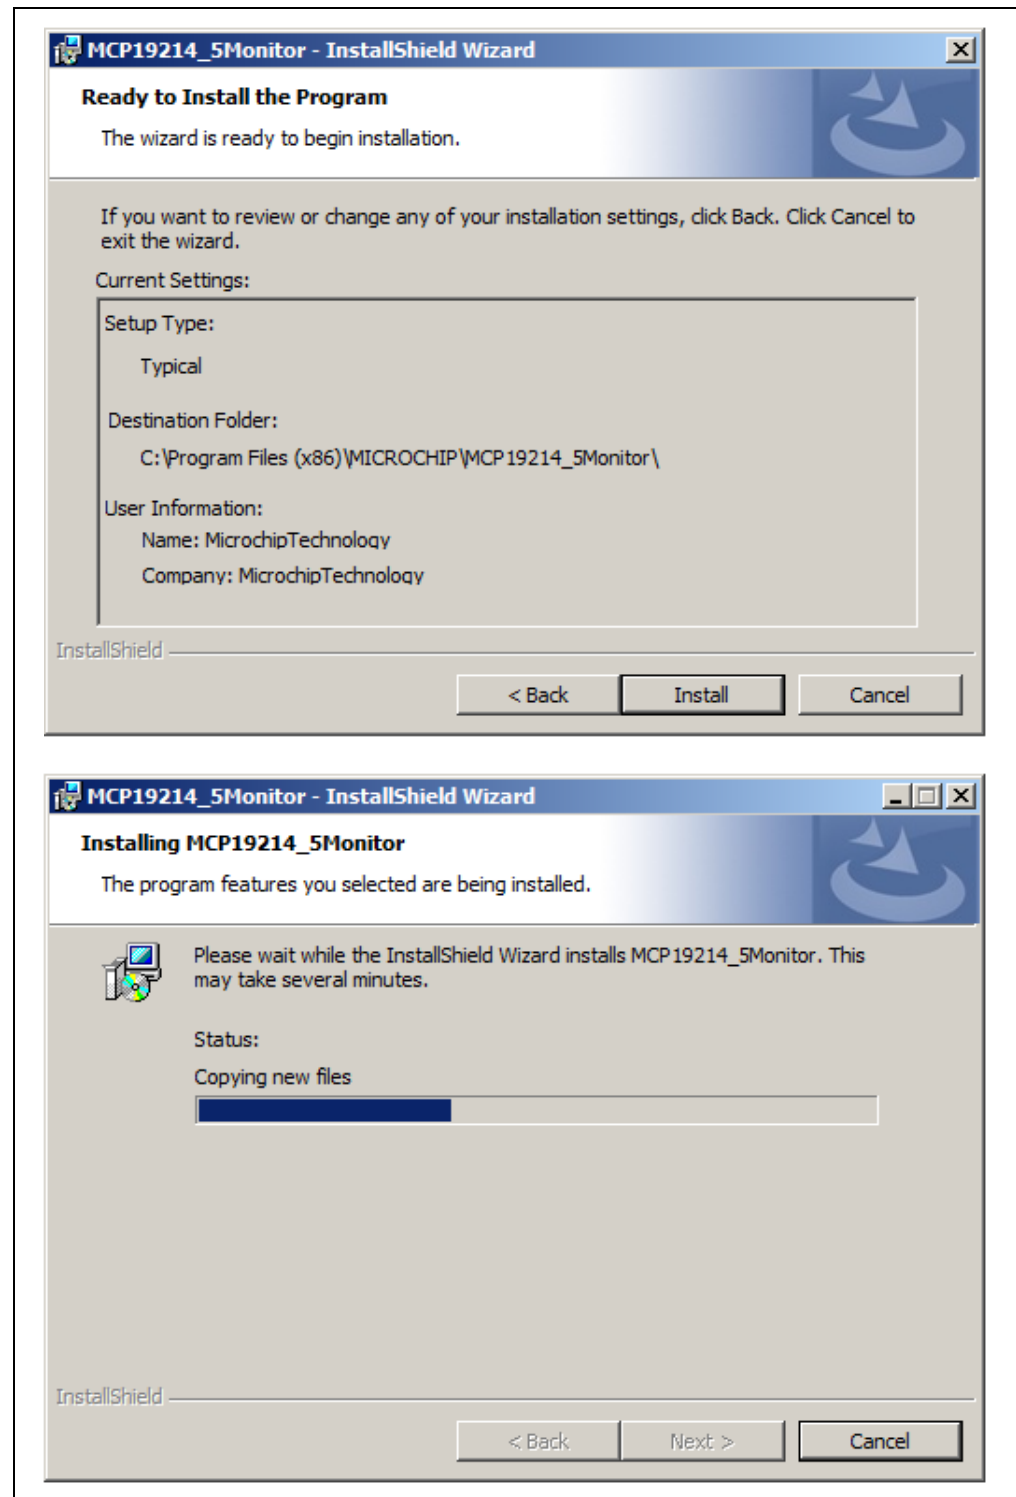 MCP19214_5Monitor - InstallShield Wizard
Ready to Install the Program
The wizard is ready to begin installation.
If you want to review or change any of your installation settings, click Back. Click Cancel to
exit the wizard.
Current Settings:
Setup Type:
Typical
Destination Folder:
C:\Program Files (x86)\MICROCHIP\MCP19214_5Monitor\
User Information:
Name: MicrochipTechnology
Company: MicrochipTechnology
InstallShield
< Back Install Cancel
MCP19214_5Monitor - InstallShield Wizard
Installing MCP19214_5Monitor
The program features you selected are being installed.
Please wait while the InstallShield Wizard installs MCP19214_5Monitor. This
may take several minutes.
Status:
Copying new files
InstallShield
< Back Next > Cancel